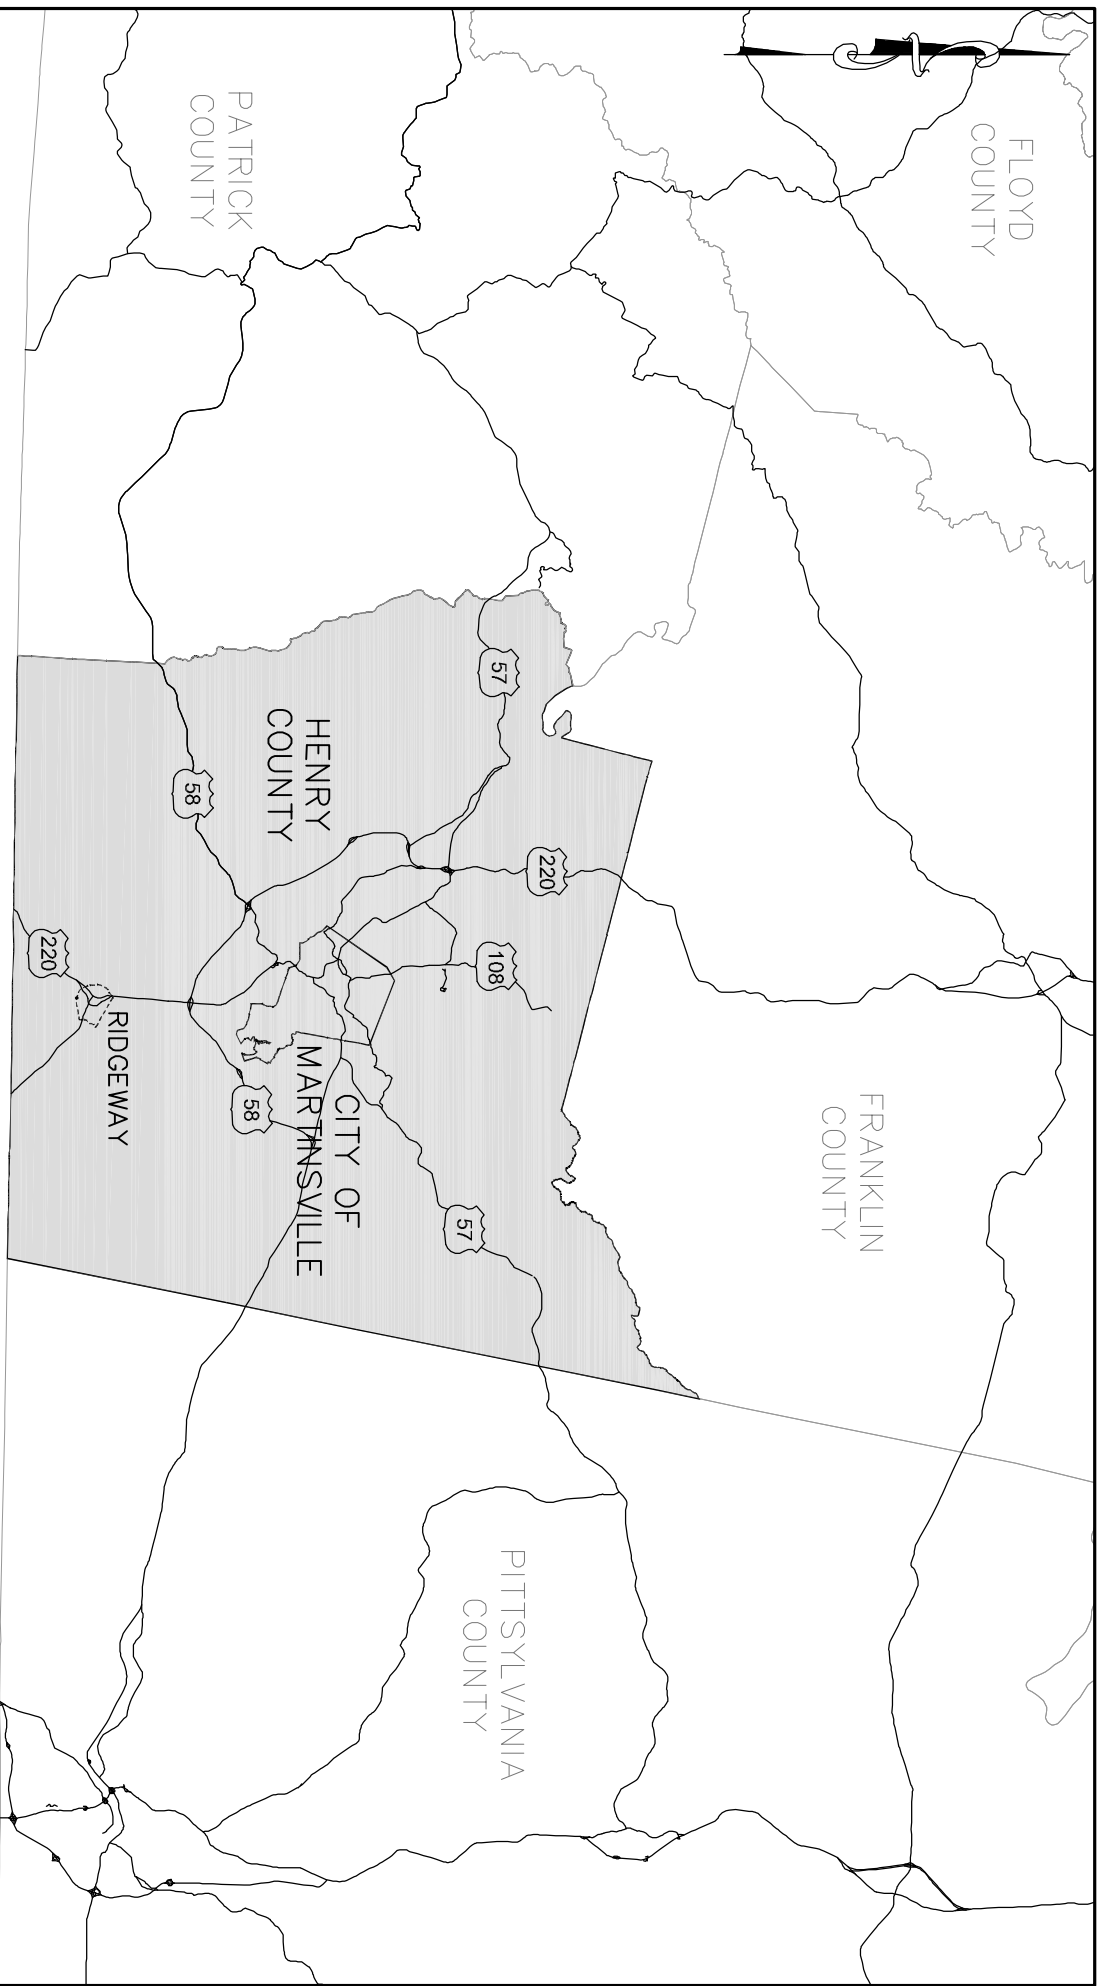 FLOYD
COUNTY
PATRICK
COUNTY
FRANKLIN
COUNTY
HENRY
COUNTY
57
220
108
57
58
58
220
CITY OF
MARTINSVILLE
RIDGEWAY
PITTSYLVANIA
COUNTY
N